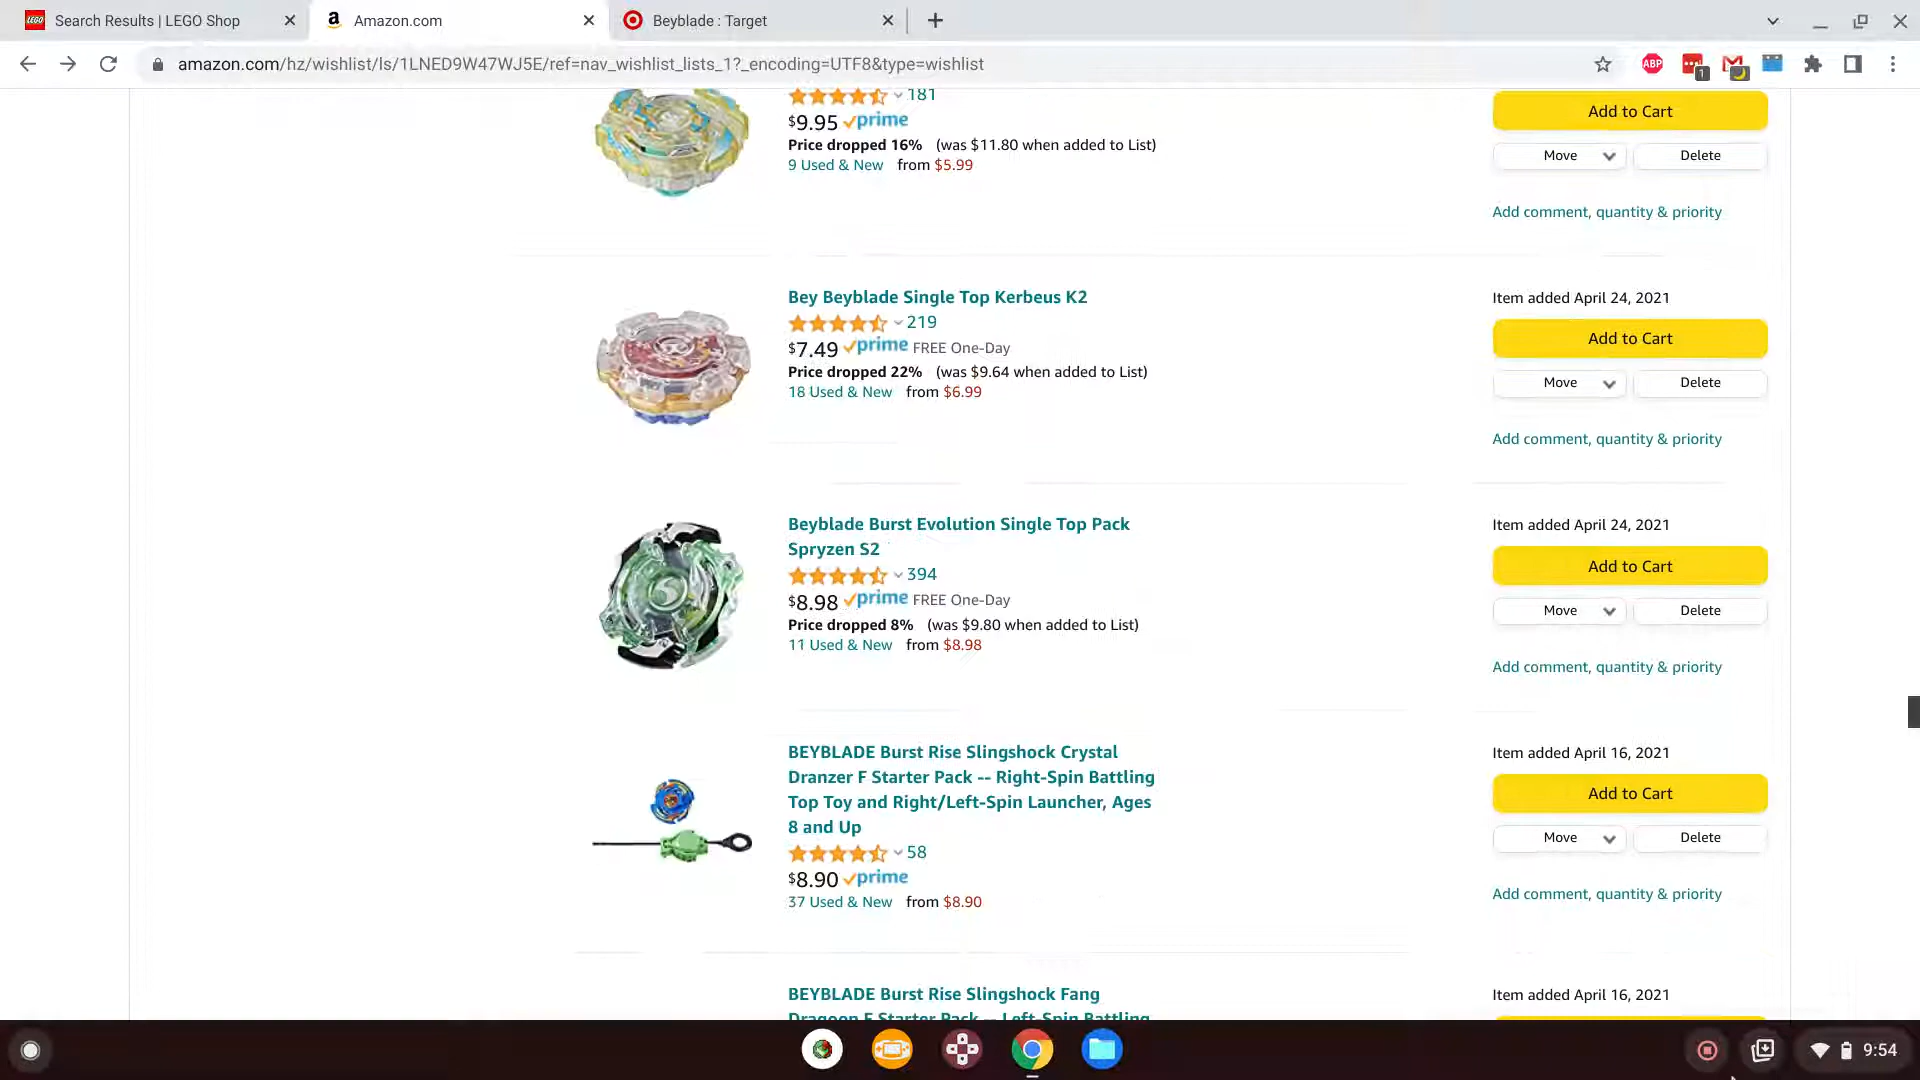 Search Results | LEGO Shop
Amazon.com
Beyblade : Target
amazon.com/hz/wishlist/ls/1LNED9W47WJ5E/ref=nav_wishlist_lists_1?_encoding=UTF8&type=wishlist
ABP
1
181
$9.95 prime
Price dropped 16% (was $11.80 when added to List)
9 Used & New from $5.99
Add to Cart
Move
Delete
Add comment, quantity & priority
Bey Beyblade Single Top Kerbeus K2
219
$7.49 prime FREE One-Day
Price dropped 22% (was $9.64 when added to List)
18 Used & New from $6.99
Item added April 24, 2021
Add to Cart
Move
Delete
Add comment, quantity & priority
Beyblade Burst Evolution Single Top Pack
Spryzen S2
394
$8.98 prime FREE One-Day
Price dropped 8% (was $9.80 when added to List)
11 Used & New from $8.98
Item added April 24, 2021
Add to Cart
Move
Delete
Add comment, quantity & priority
BEYBLADE Burst Rise Slingshock Crystal
Dranzer F Starter Pack -- Right-Spin Battling
Top Toy and Right/Left-Spin Launcher, Ages
8 and Up
58
$8.90 prime
37 Used & New from $8.90
Item added April 16, 2021
Add to Cart
Move
Delete
Add comment, quantity & priority
BEYBLADE Burst Rise Slingshock Fang
Dragoon F Starter Pack -- Left-Spin Battling
Item added April 16, 2021
9:54